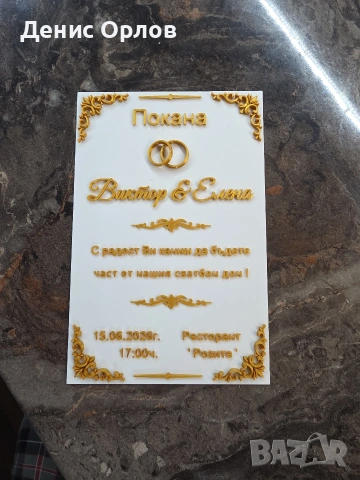 Денис Орлов
Покана
Виктор & Елена
С радост Ви каним да бъдете
част от нашия сватбен ден !
15.06.2026г. Ресторант
17:00ч. "Розите"
BAZAR